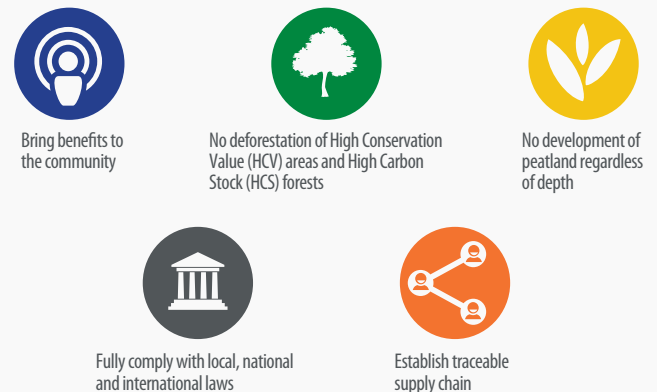 Bring benefits to
the community
No deforestation of High Conservation
Value (HCV) areas and High Carbon
Stock (HCS) forests
No development of
peatland regardless
of depth
Fully comply with local, national
and international laws
Establish traceable
supply chain